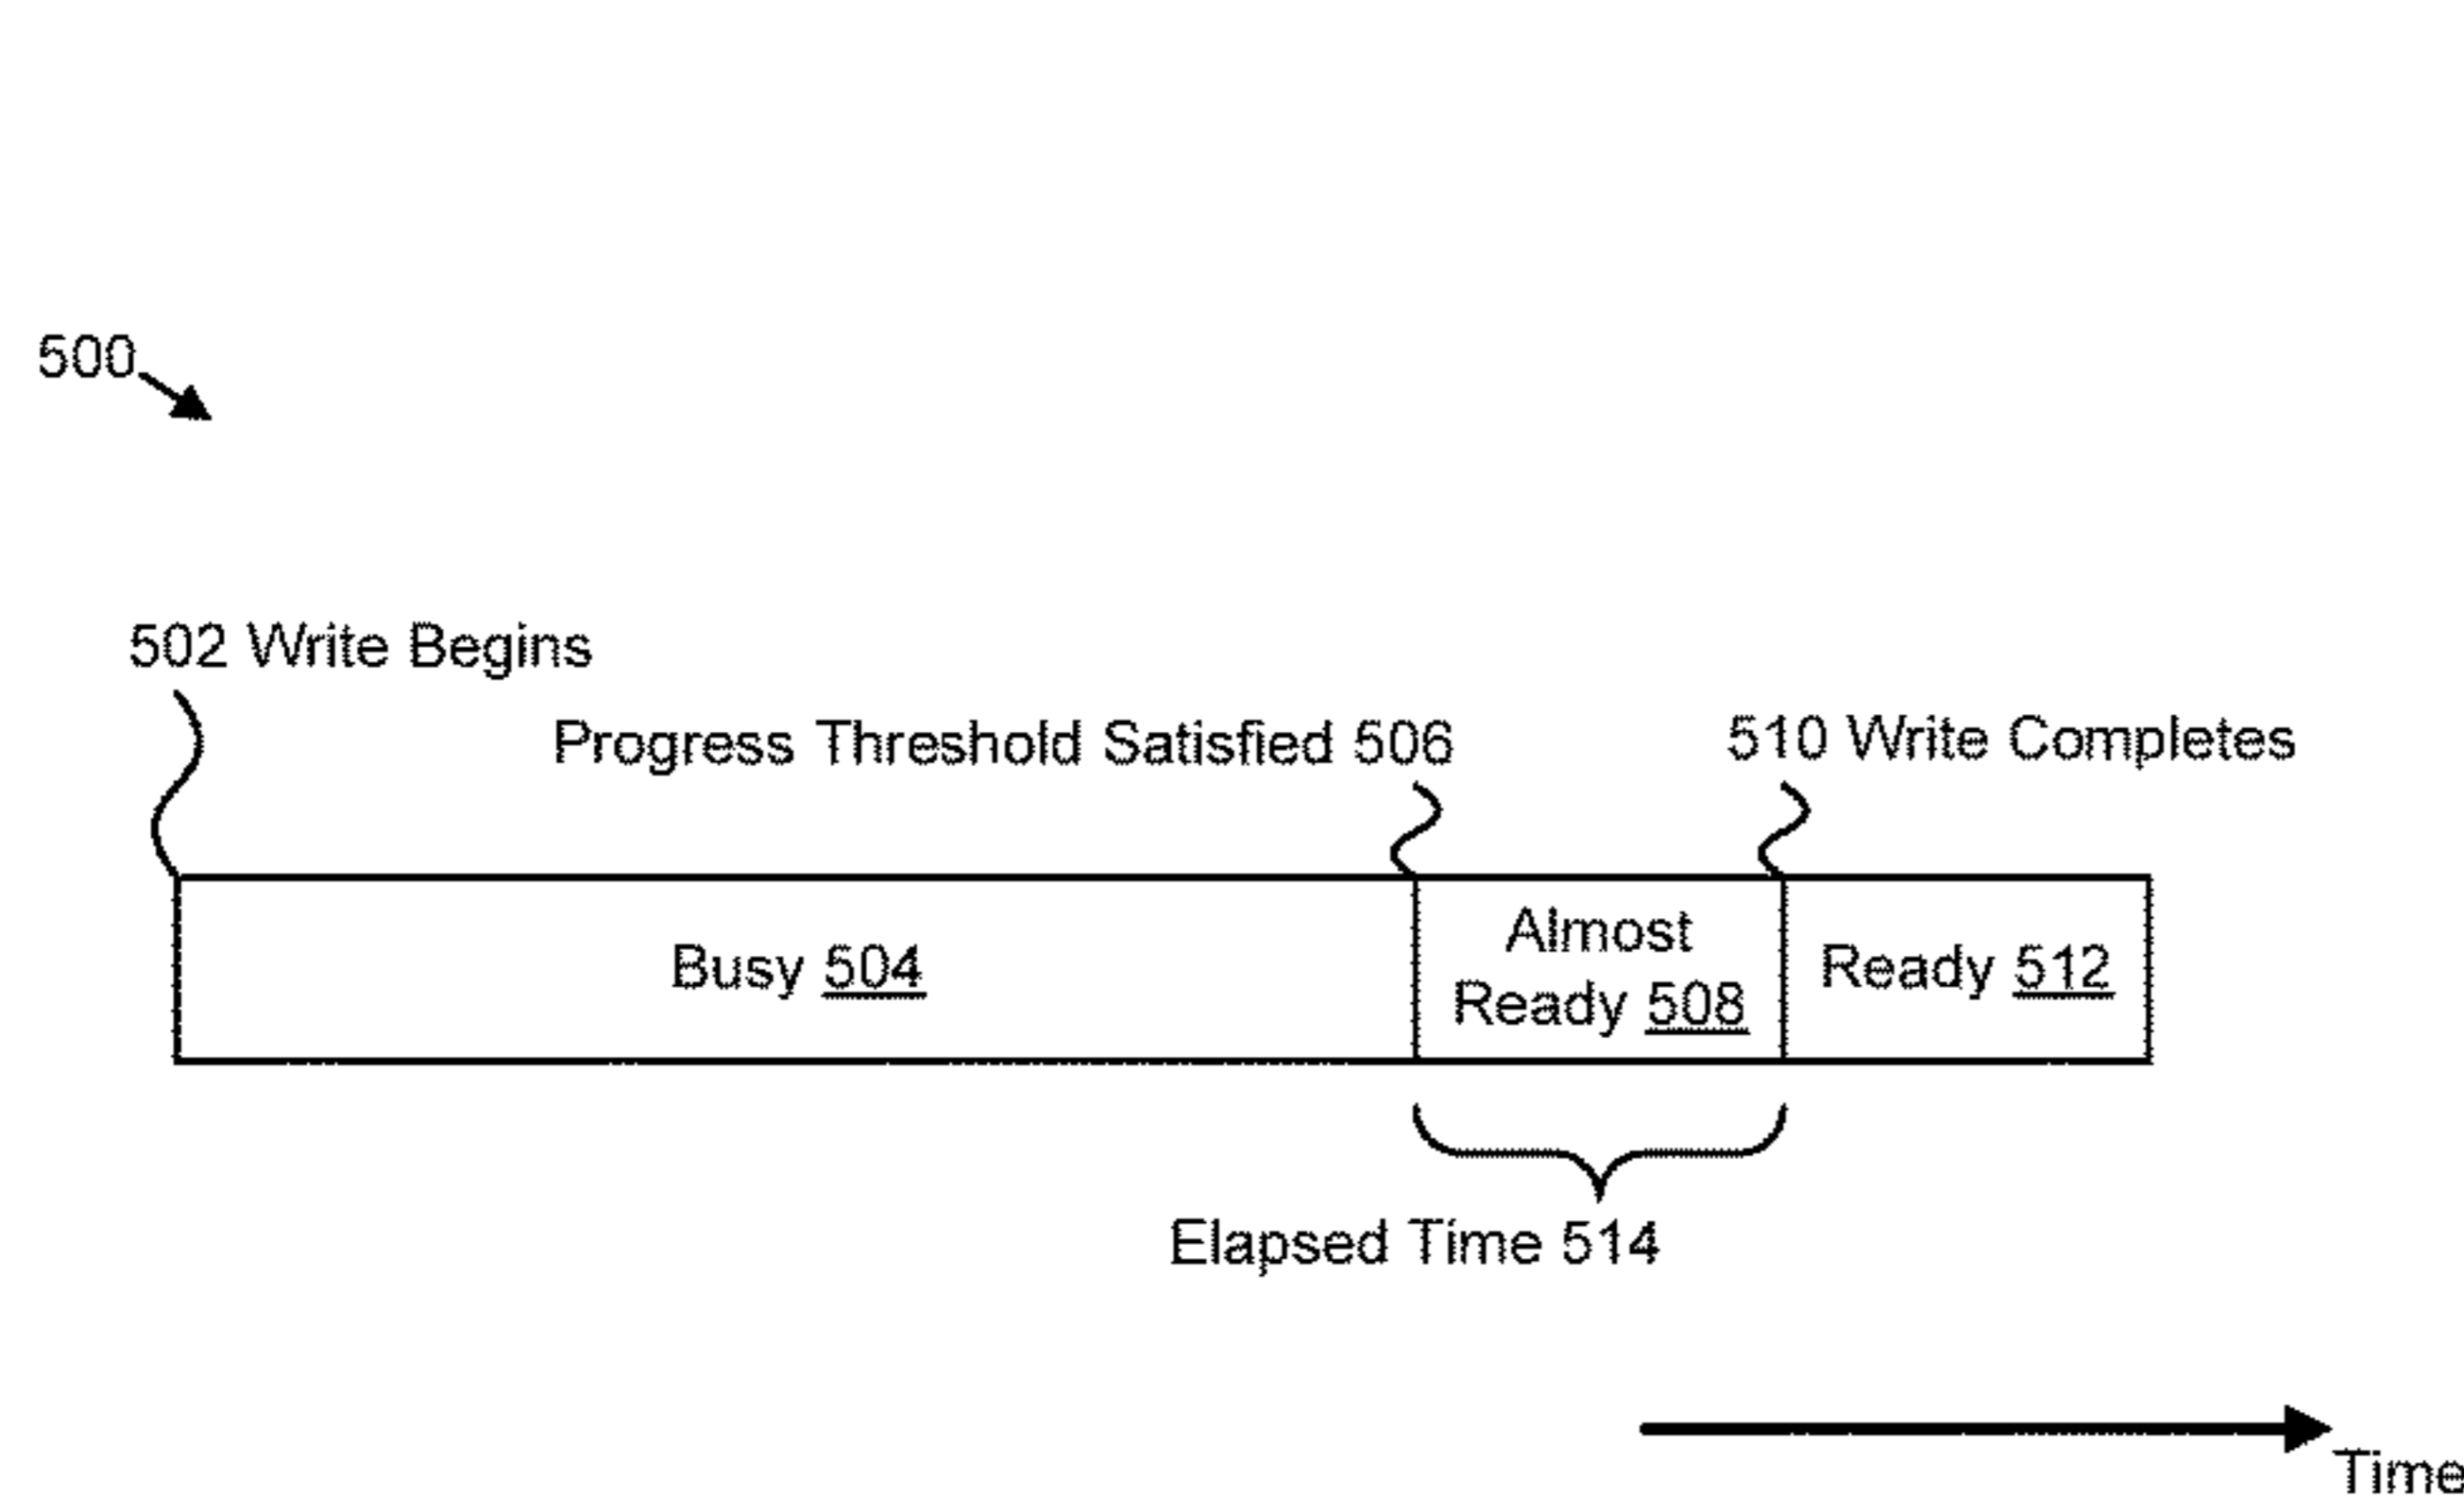 500
502 Write Begins
Progress Threshold Satisfied 506
510 Write Completes
Busy 504
Almost
Ready 508
Ready 512
Elapsed Time 514
Time